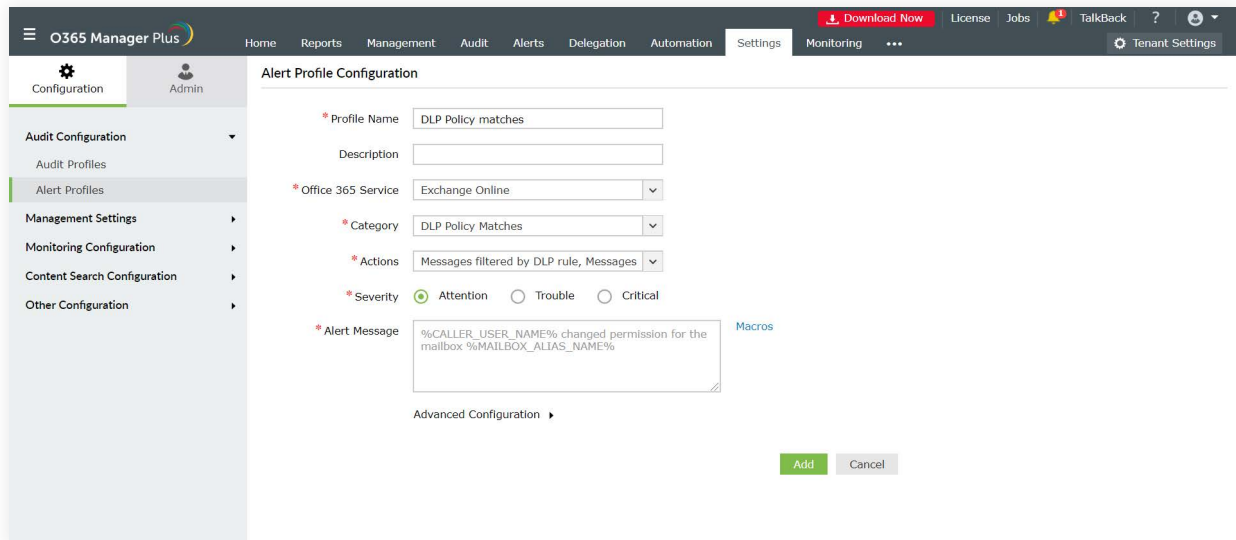 Download Now License Jobs 1 TalkBack ?
O365 Manager Plus
Home Reports Management Audit Alerts Delegation Automation Settings Monitoring ••• Tenant Settings
Configuration Admin
Alert Profile Configuration
* Profile Name DLP Policy matches
Audit Configuration
Description
Audit Profiles
Alert Profiles
* Office 365 Service Exchange Online
Management Settings
* Category DLP Policy Matches
Monitoring Configuration
* Actions Messages filtered by DLP rule, Messages
Content Search Configuration
* Severity Attention Trouble Critical
Other Configuration
* Alert Message %CALLER_USER_NAME% changed permission for the
mailbox %MAILBOX_ALIAS_NAME%
Macros
Advanced Configuration
Add Cancel